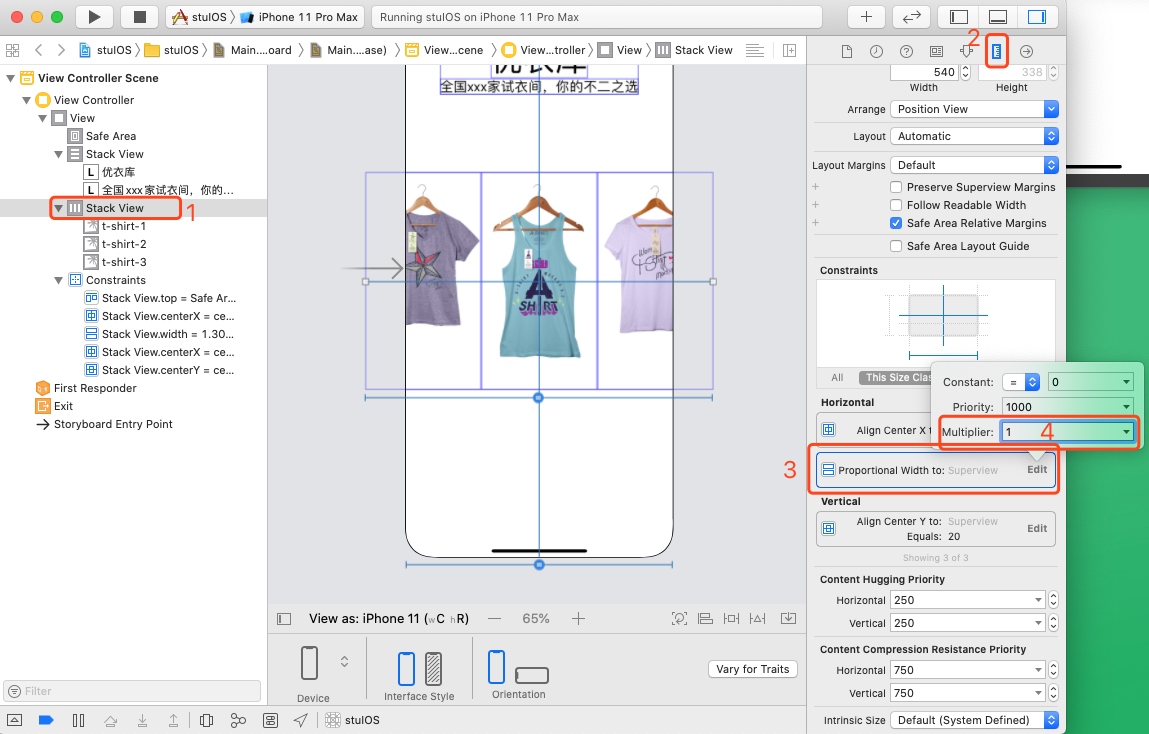 stuIOS
iPhone 11 Pro Max
Running stuIOS on iPhone 11 Pro Max
stuIOS
stuIOS
Main....oard
Main....ase)
View...cene
View...troller
View
Stack View
2
View Controller Scene
View Controller
View
Safe Area
Stack View
L 优衣库
L 全国xxx家试衣间，你的...
Stack View
1
t-shirt-1
t-shirt-2
t-shirt-3
Constraints
Stack View.top = Safe Ar...
Stack View.centerX = ce...
Stack View.width = 1.30...
Stack View.centerX = ce...
Stack View.centerY = ce...
First Responder
Exit
Storyboard Entry Point
Filter
优衣库
全国xxx家试衣间，你的不二之选
A
SHIRT
View as: iPhone 11 (wC hR)
65%
Device
Interface Style
Orientation
Vary for Traits
stuIOS
540
338
Width
Height
Arrange
Position View
Layout
Automatic
Layout Margins
Default
Preserve Superview Margins
Follow Readable Width
Safe Area Relative Margins
Safe Area Layout Guide
Constraints
All
This Size Clas
Constant:
=
0
Priority:
1000
Multiplier:
1
4
Horizontal
Align Center X t
3
Proportional Width to: Superview
Edit
Vertical
Align Center Y to: Superview
Equals: 20
Edit
Showing 3 of 3
Content Hugging Priority
Horizontal
250
Vertical
250
Content Compression Resistance Priority
Horizontal
750
Vertical
750
Intrinsic Size
Default (System Defined)